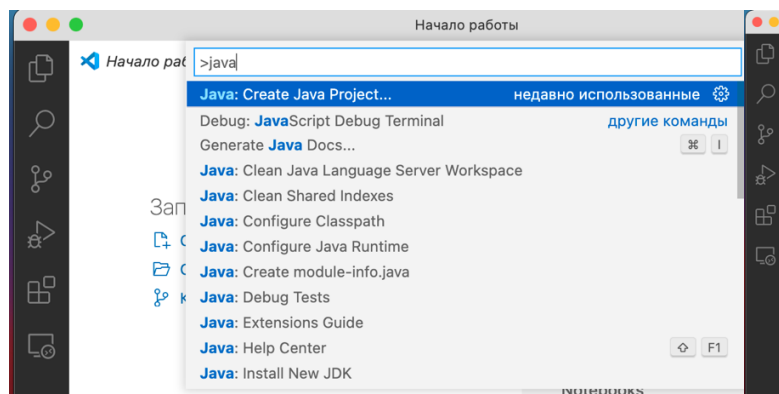 Начало работы
Начало раб
>java
Java: Create Java Project... недавно использованные
Debug: JavaScript Debug Terminal другие команды
Generate Java Docs... ⌘ I
Java: Clean Java Language Server Workspace
Java: Clean Shared Indexes
Зап
Java: Configure Classpath
Java: Configure Java Runtime
Java: Create module-info.java
Java: Debug Tests
Java: Extensions Guide
Java: Help Center ⇧ F1
Java: Install New JDK
Notebooks